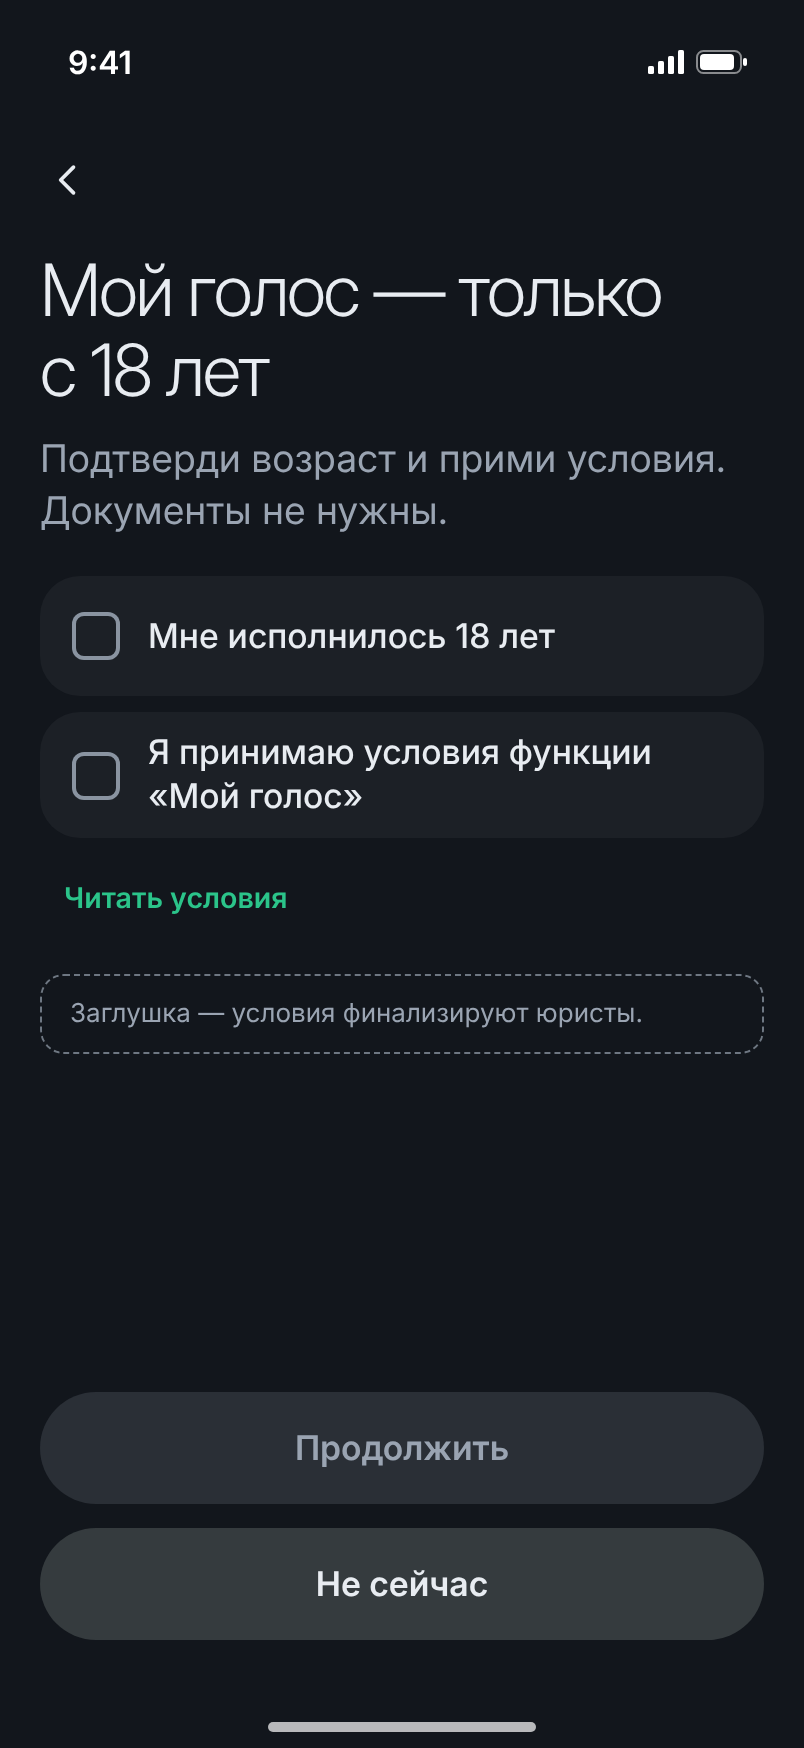 9:41
Мой голос — только
с 18 лет
Подтверди возраст и прими условия.
Документы не нужны.
Мне исполнилось 18 лет
Я принимаю условия функции
«Мой голос»
Читать условия
Заглушка — условия финализируют юристы.
Продолжить
Не сейчас